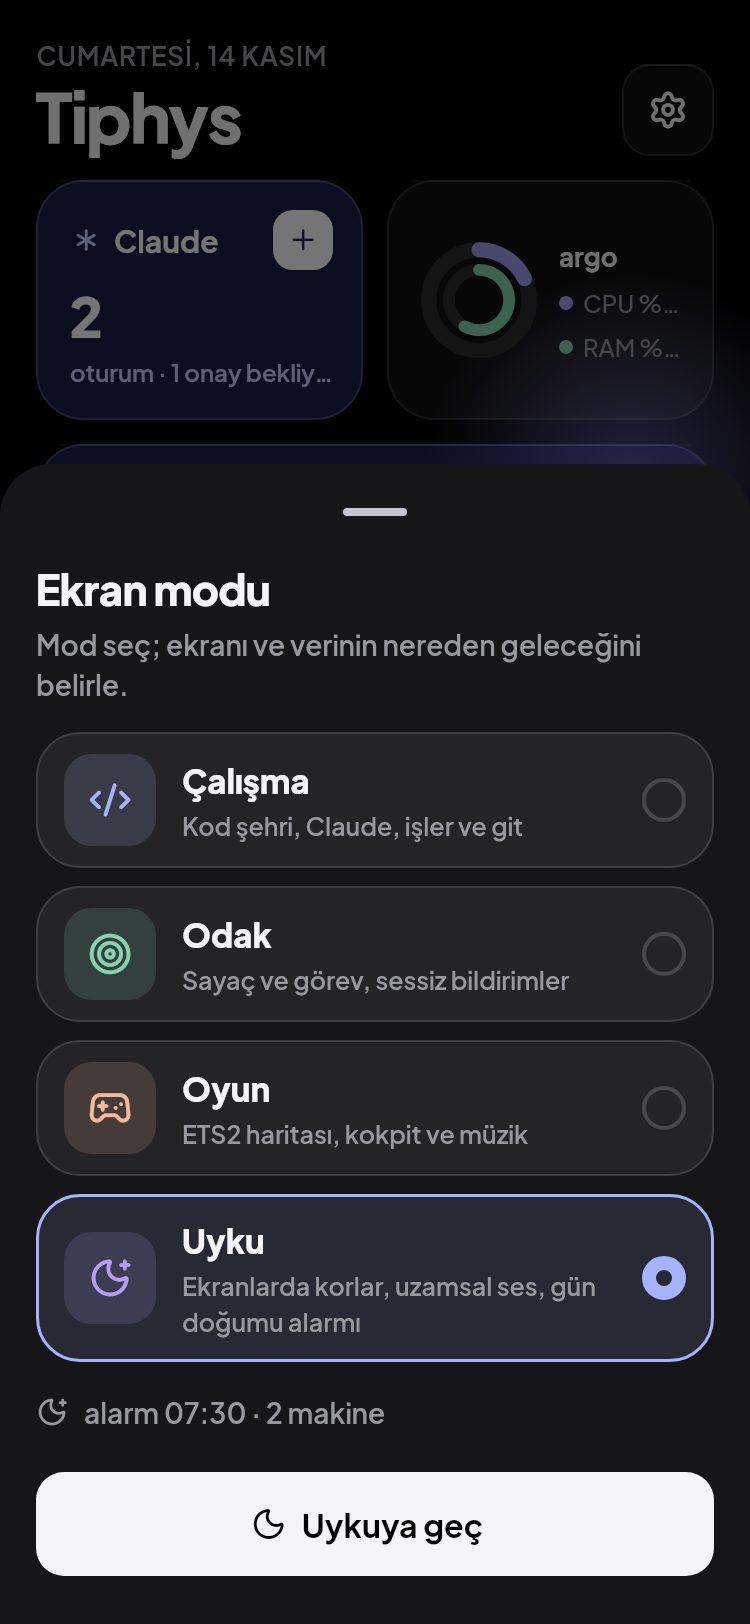 CUMARTESİ, 14 KASIM
Tiphys
Claude
2
oturum · 1 onay bekliy…
argo
CPU %…
RAM %…
Ekran modu
Mod seç; ekranı ve verinin nereden geleceğini
belirle.
Çalışma
Kod şehri, Claude, işler ve git
Odak
Sayaç ve görev, sessiz bildirimler
Oyun
ETS2 haritası, kokpit ve müzik
Uyku
Ekranlarda korlar, uzamsal ses, gün
doğumu alarmı
alarm 07:30 · 2 makine
Uykuya geç